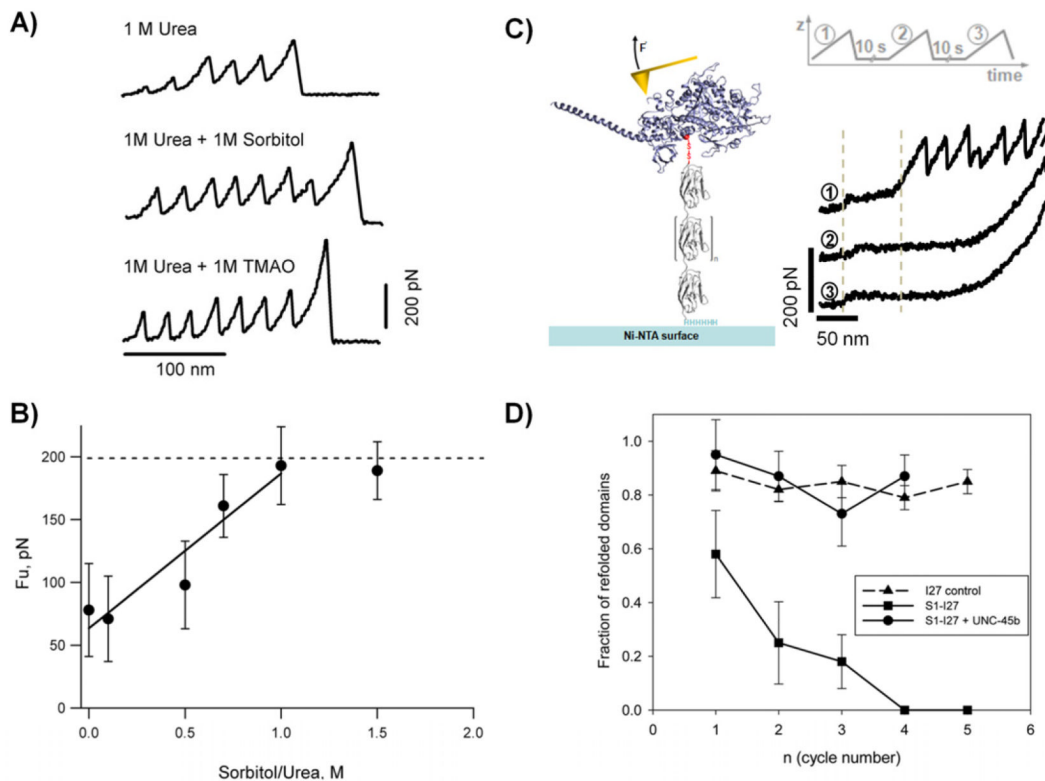 A)
1 M Urea
1M Urea + 1M Sorbitol
1M Urea + 1M TMAO
200 pN
100 nm
B)
Fu, pN
200
150
100
50
0
0.0 0.5 1.0 1.5 2.0
Sorbitol/Urea, M
C)
z
1 2 3
10 s 10 s
time
F
S
S
n
Ni-NTA surface
1
2
3
200 pN
50 nm
D)
Fraction of refolded domains
1.0
0.8
0.6
0.4
0.2
0.0
0 1 2 3 4 5 6
n (cycle number)
I27 control
S1-I27
S1-I27 + UNC-45b